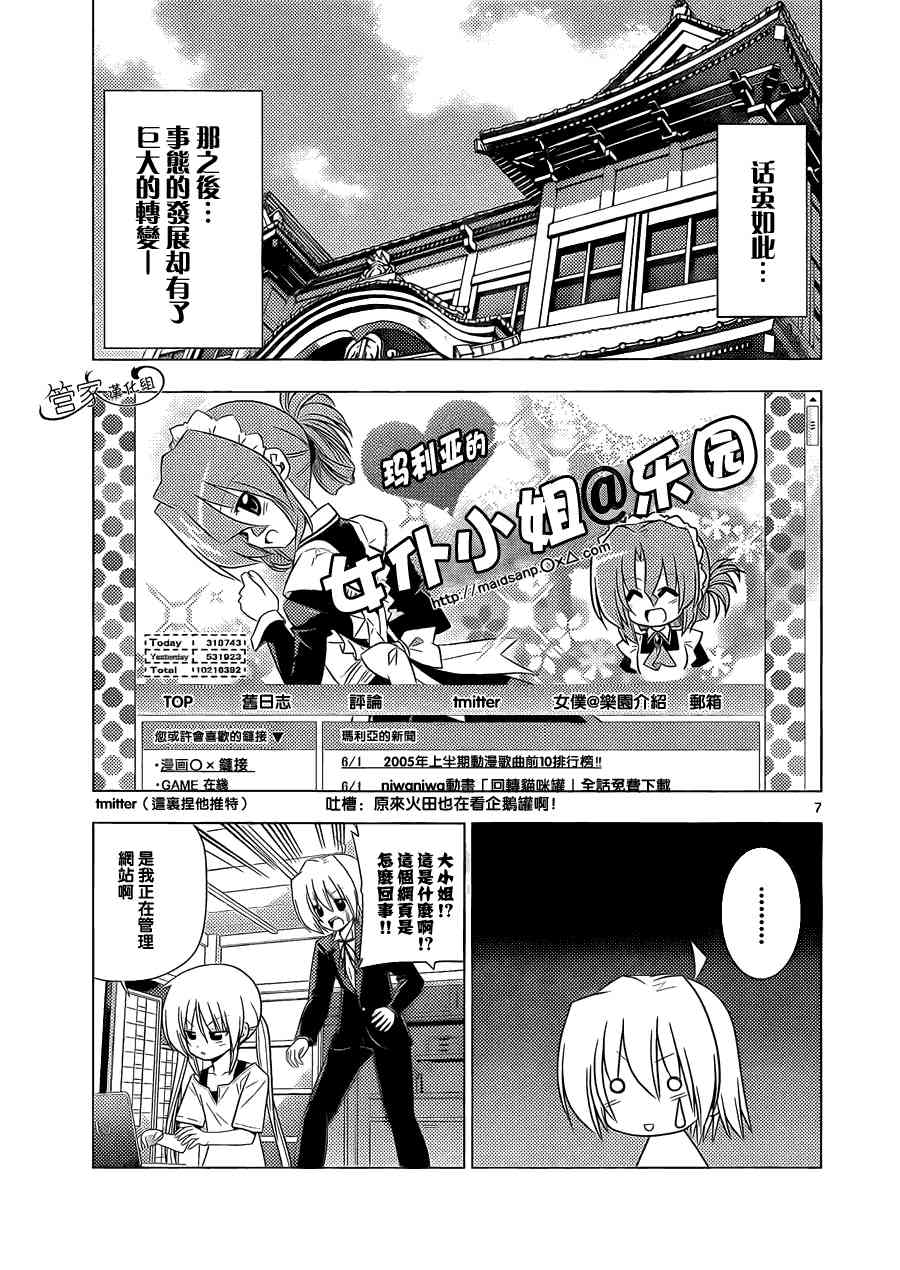 话虽如此…
那之後…
事態的發展却有了
巨大的轉變—
管家
漢化组
玛利亚的
女仆小姐@乐园
http://maidsanp.〇x△.com
Today 318743
Yesterday 531923
Total 10216392
TOP 舊日志 評論 tmitter 女僕@樂園介紹 郵箱
您或許會喜歡的鏈接▼
・漫画〇×鏈接
・GAME 在綫
瑪利亞的新聞
6/1 2005年上半期動漫歌曲前10排行榜!!
6/1 niwaniwa動畫「回轉貓咪罐」全話免費下載
tmitter（這裏捏他推特）
吐槽：原來火田也在看企鹅罐啊！
7
………
大小姐!?
這是什麼啊!?
這個網頁是
怎麼回事!!
是我正在管理
網站啊